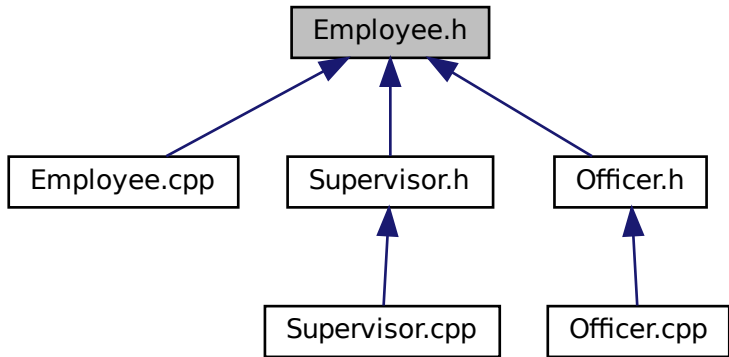 Employee.h
Employee.cpp
Supervisor.h
Officer.h
Supervisor.cpp
Officer.cpp